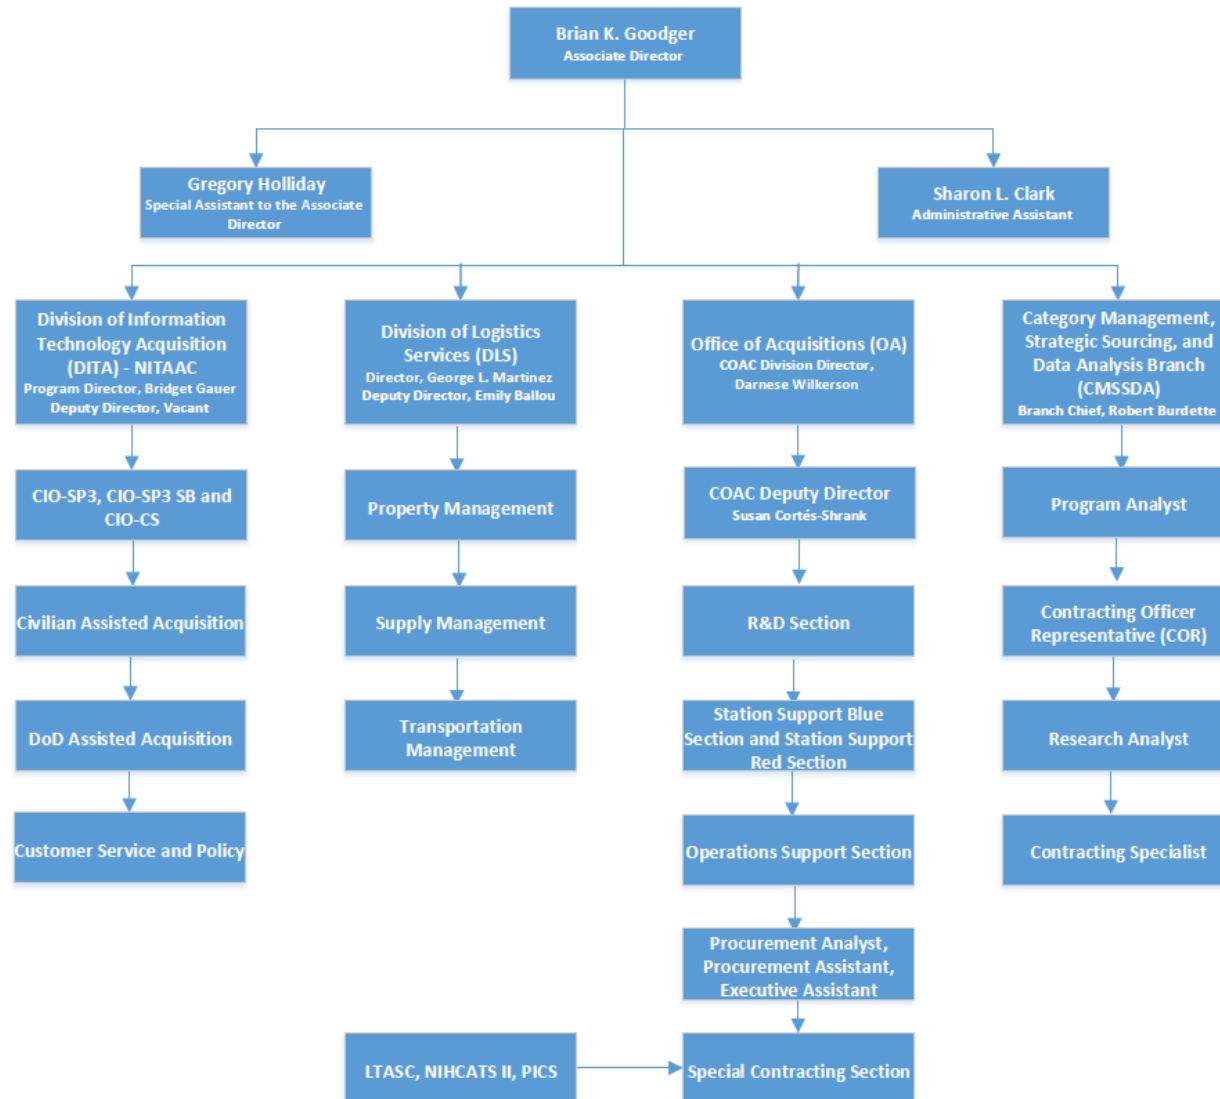 Brian K. Goodger
Associate Director
Gregory Holliday
Special Assistant to the Associate
Director
Sharon L. Clark
Administrative Assistant
Division of Information
Technology Acquisition
(DITA) - NITAAC
Program Director, Bridget Gauer
Deputy Director, Vacant
Division of Logistics
Services (DLS)
Director, George L. Martinez
Deputy Director, Emily Ballou
Office of Acquisitions (OA)
COAC Division Director,
Darnese Wilkerson
Category Management,
Strategic Sourcing, and
Data Analysis Branch
(CMSSDA)
Branch Chief, Robert Burdette
CIO-SP3, CIO-SP3 SB and
CIO-CS
Property Management
COAC Deputy Director
Susan Cortés-Shrank
Program Analyst
Civilian Assisted Acquisition
Supply Management
R&D Section
Contracting Officer
Representative (COR)
DoD Assisted Acquisition
Transportation
Management
Station Support Blue
Section and Station Support
Red Section
Research Analyst
Customer Service and Policy
Operations Support Section
Contracting Specialist
Procurement Analyst,
Procurement Assistant,
Executive Assistant
LTASC, NIHCATS II, PICS
Special Contracting Section